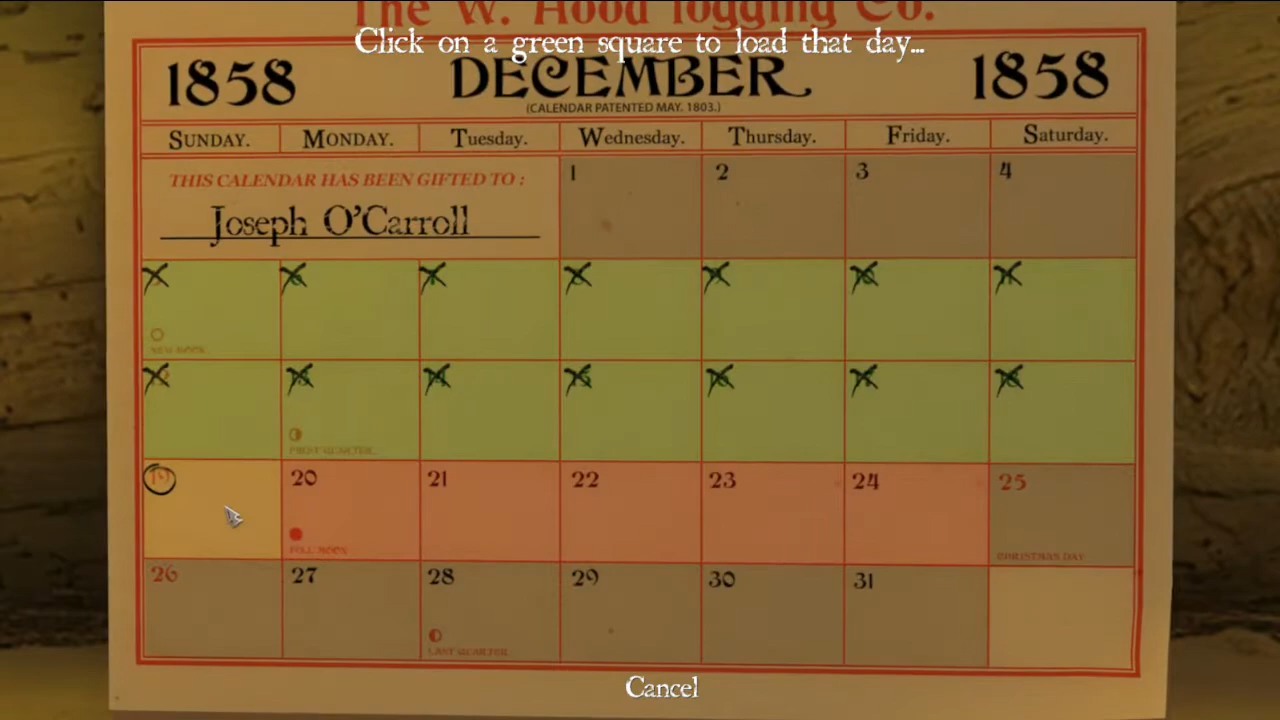 The W. Hood logging Co.
Click on a green square to load that day...
1858 DECEMBER 1858
(CALENDAR PATENTED MAY. 1803.)
SUNDAY. MONDAY. Tuesday. Wednesday. Thursday. Friday. Saturday.
THIS CALENDAR HAS BEEN GIFTED TO :
Joseph O'Carroll
1 2 3 4
NEW MOON
FIRST QUARTER
19 20 21 22 23 24 25
FULL MOON CHRISTMAS DAY
26 27 28 29 30 31
LAST QUARTER
Cancel